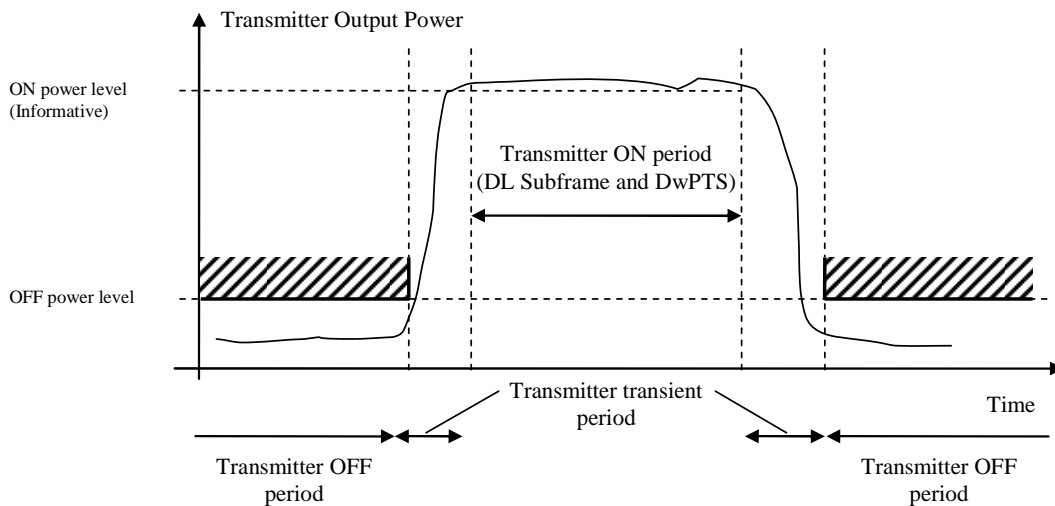 Transmitter Output Power
ON power level
(Informative)
Transmitter ON period
(DL Subframe and DwPTS)
OFF power level
Time
Transmitter transient
period
Transmitter OFF
period
Transmitter OFF
period